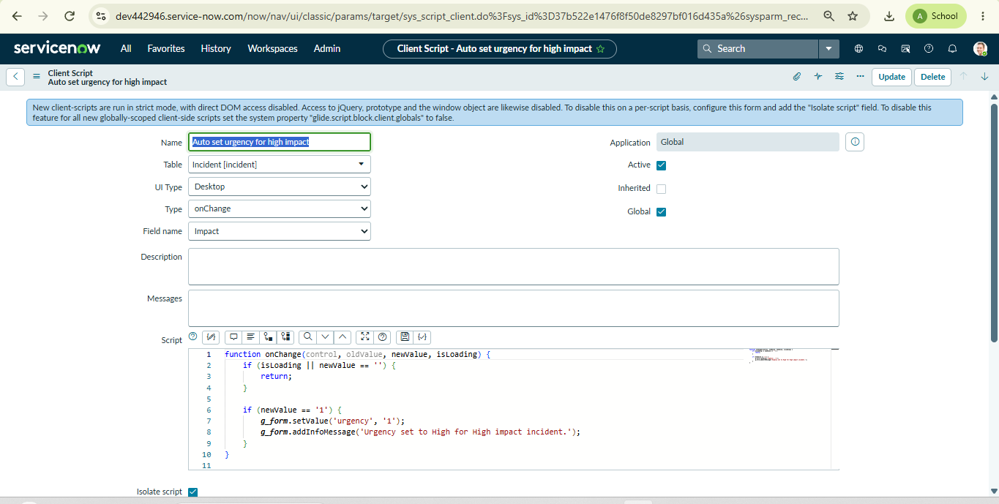 dev442946.service-now.com/now/nav/ui/classic/params/target/sys_script_client.do%3Fsys_id%3D37b522e1476f8f50de8297bf016d435a%26sysparm_rec...
A School
servicenow All Favorites History Workspaces Admin Client Script - Auto set urgency for high impact Search
Client Script
Auto set urgency for high impact
Update Delete
New client-scripts are run in strict mode, with direct DOM access disabled. Access to jQuery, prototype and the window object are likewise disabled. To disable this on a per-script basis, configure this form and add the "Isolate script" field. To disable this
feature for all new globally-scoped client-side scripts set the system property "glide.script.block.client.globals" to false.
Name Auto set urgency for high impact
Application Global
Table Incident [incident]
Active
UI Type Desktop
Inherited
Type onChange
Global
Field name Impact
Description
Messages
Script
1 function onChange(control, oldValue, newValue, isLoading) {
2 if (isLoading || newValue == '') {
3 return;
4 }
5
6 if (newValue == '1') {
7 g_form.setValue('urgency', '1');
8 g_form.addInfoMessage('Urgency set to High for High impact incident.');
9 }
10 }
11
Isolate script